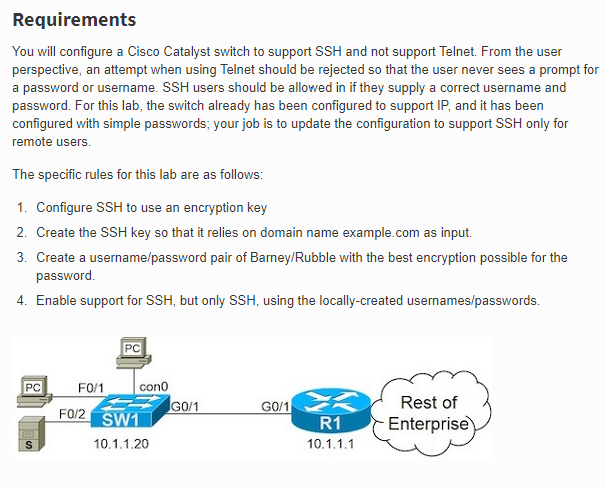 Requirements
You will configure a Cisco Catalyst switch to support SSH and not support Telnet. From the user
perspective, an attempt when using Telnet should be rejected so that the user never sees a prompt for
a password or username. SSH users should be allowed in if they supply a correct username and
password. For this lab, the switch already has been configured to support IP, and it has been
configured with simple passwords; your job is to update the configuration to support SSH only for
remote users.
The specific rules for this lab are as follows:
1. Configure SSH to use an encryption key
2. Create the SSH key so that it relies on domain name example.com as input.
3. Create a username/password pair of Barney/Rubble with the best encryption possible for the
password.
4. Enable support for SSH, but only SSH, using the locally-created usernames/passwords.
PC
PC
F0/1
con0
G0/1
G0/1
F0/2
SW1
S
10.1.1.20
R1
10.1.1.1
Rest of
Enterprise